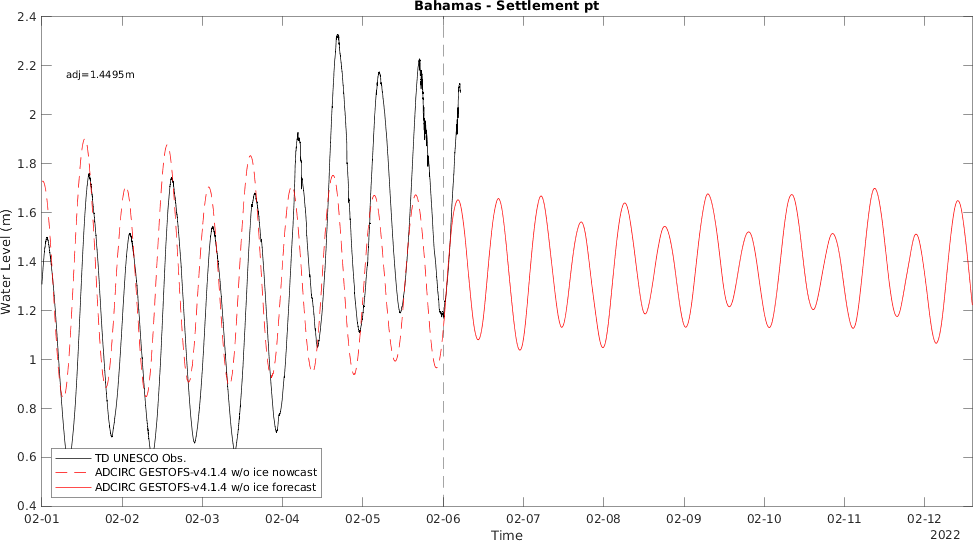 Bahamas - Settlement pt
2.4
2.2
2
1.8
1.6
1.4
1.2
1
0.8
0.6
0.4
Water Level (m)
adj=1.4495m
TD UNESCO Obs.
ADCIRC GESTOFS-v4.1.4 w/o ice nowcast
ADCIRC GESTOFS-v4.1.4 w/o ice forecast
02-01 02-02 02-03 02-04 02-05 02-06 02-07 02-08 02-09 02-10 02-11 02-12
Time
2022